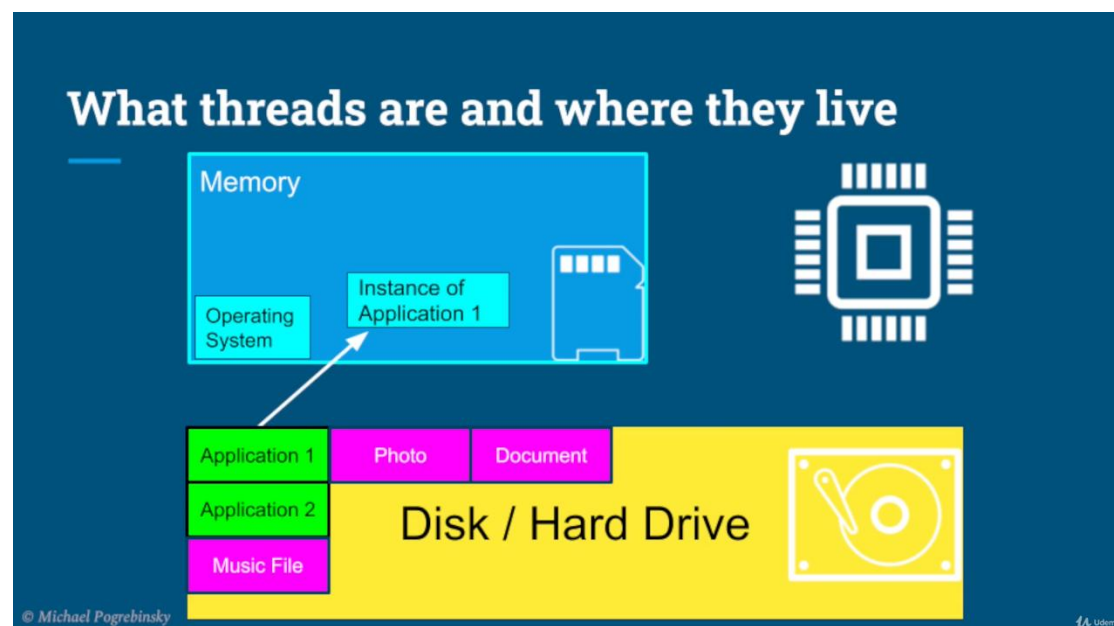 What threads are and where they live
Memory
Instance of
Application 1
Operating
System
Application 1
Photo
Document
Application 2
Disk / Hard Drive
Music File
© Michael Pogrebinsky